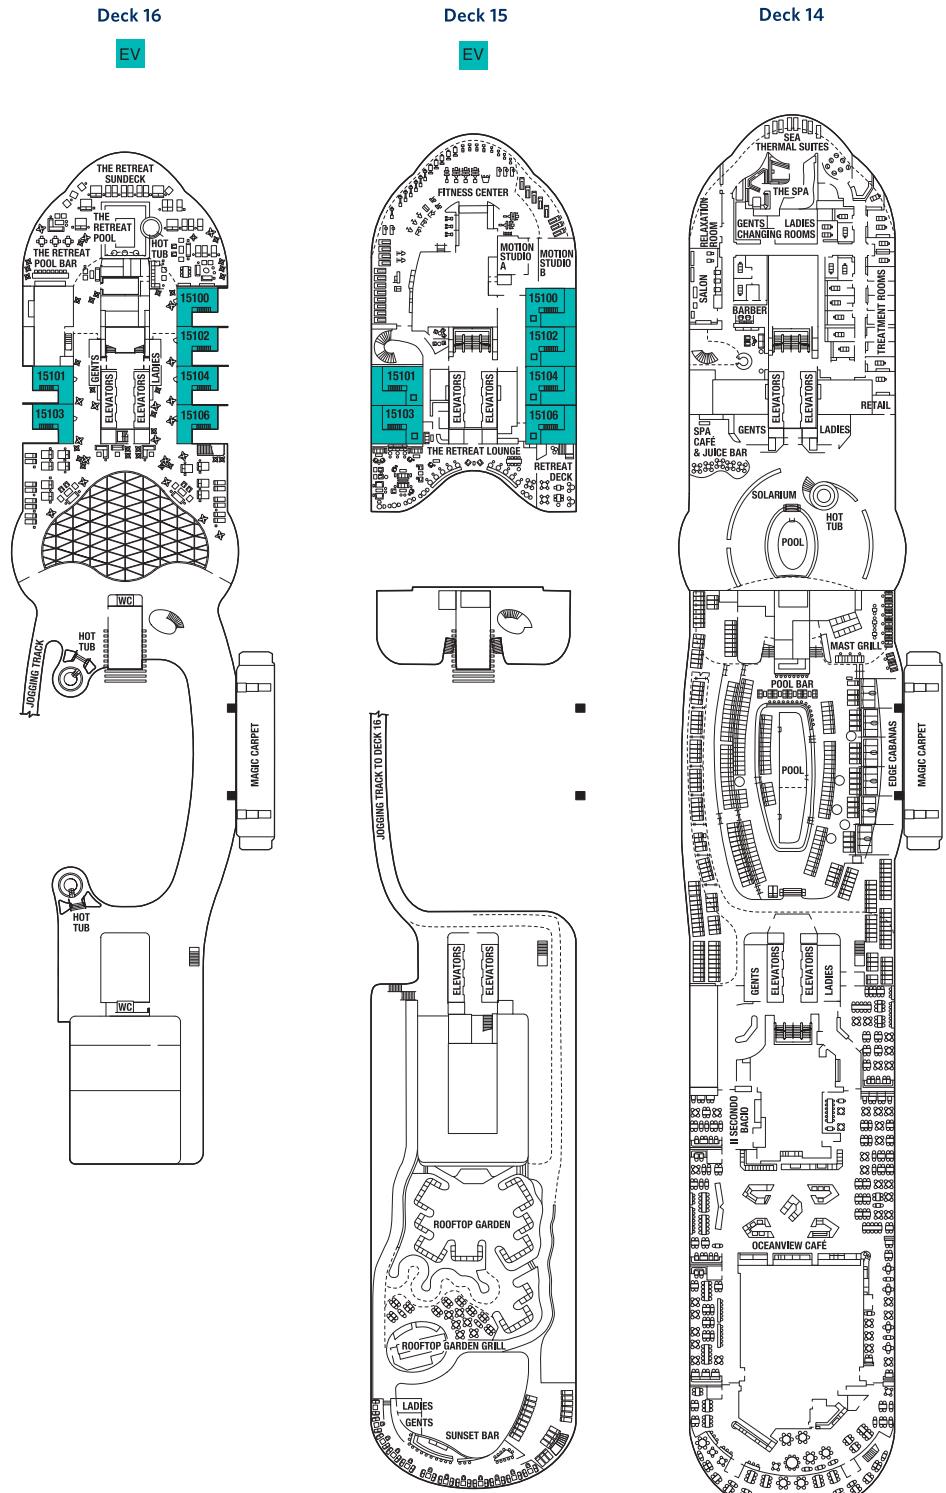 Deck 16
EV
THE RETREAT
SUNDECK
THE
RETREAT
POOL
HOT
TUB
THE RETREAT
POOL BAR
15100
15102
15104
15106
15101
15103
GENTS
ELEVATORS
ELEVATORS
LADIES
WC
HOT
TUB
JOGGING TRACK
MAGIC CARPET
HOT
TUB
WC
Deck 15
EV
FITNESS CENTER
MOTION
STUDIO
A
MOTION
STUDIO
B
15100
15102
15104
15106
15101
15103
ELEVATORS
ELEVATORS
THE RETREAT LOUNGE
RETREAT
DECK
JOGGING TRACK TO DECK 16
ELEVATORS
ELEVATORS
ROOFTOP GARDEN
ROOFTOP GARDEN GRILL
LADIES
GENTS
SUNSET BAR
Deck 14
SEA
THERMAL SUITES
THE SPA
RELAXATION
ROOM
GENTS LADIES
CHANGING ROOMS
SALON
BARBER
TREATMENT ROOMS
ELEVATORS
ELEVATORS
RETAIL
GENTS
LADIES
SPA
CAFÉ
& JUICE BAR
SOLARIUM
HOT
TUB
POOL
MAST GRILL
POOL BAR
POOL
EDGE CABANAS
MAGIC CARPET
GENTS
ELEVATORS
ELEVATORS
LADIES
Il SECONDO
BACIO
OCEANVIEW CAFÉ